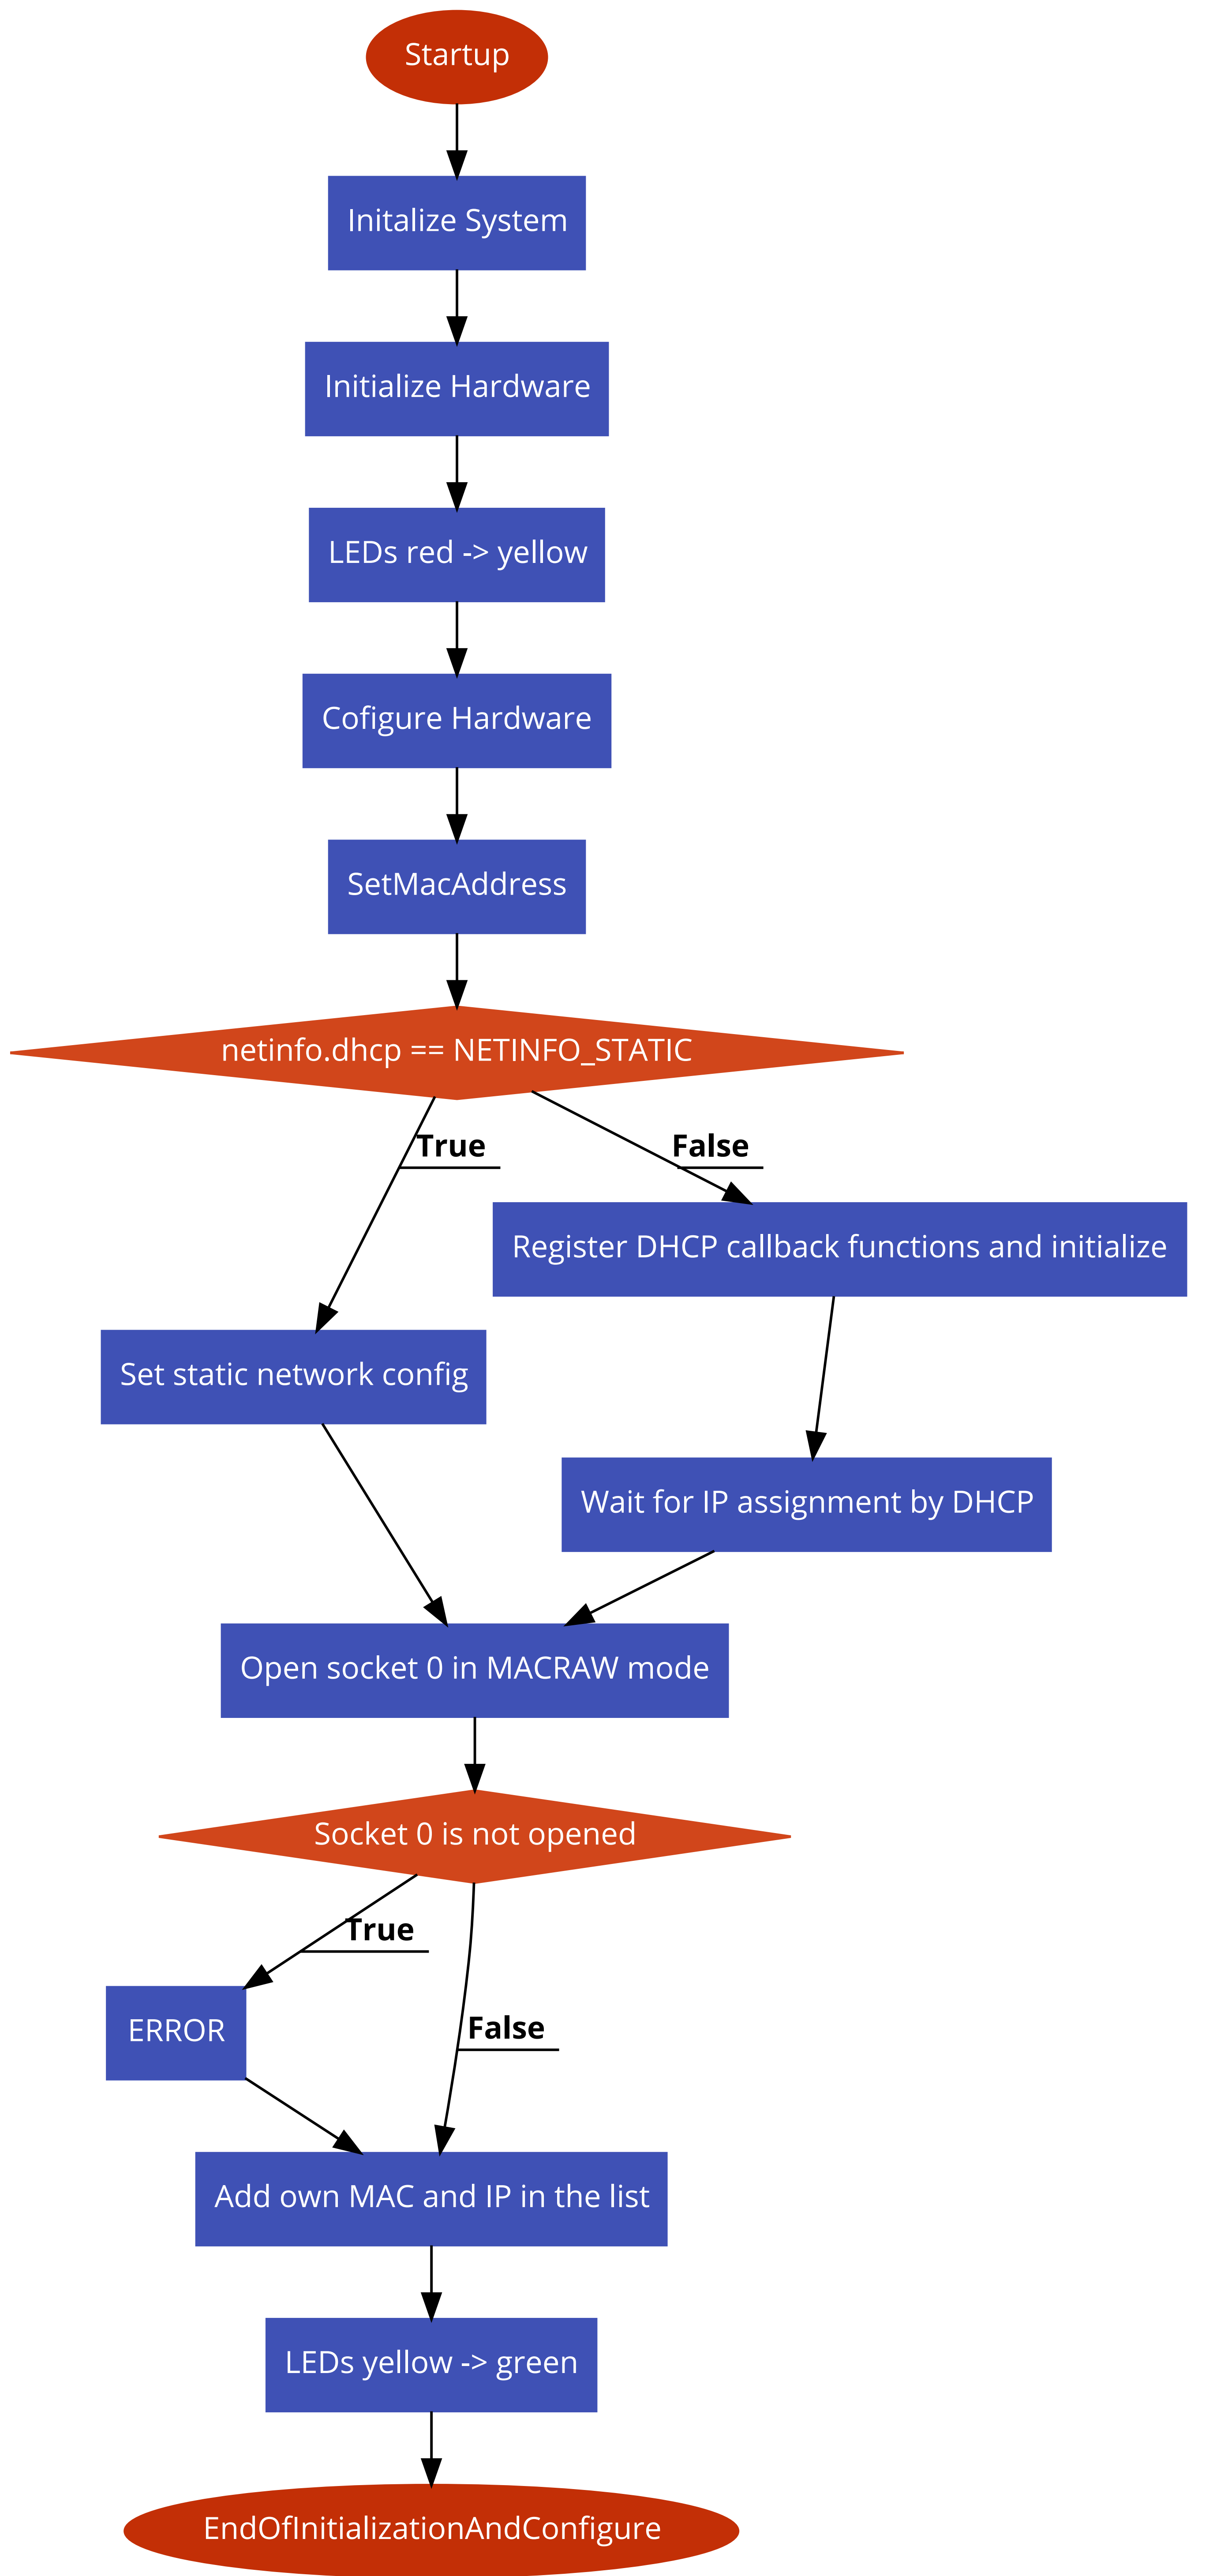 Startup
Initalize System
Initialize Hardware
LEDs red -> yellow
Cofigure Hardware
SetMacAddress
netinfo.dhcp == NETINFO_STATIC
True
False
Register DHCP callback functions and initialize
Set static network config
Wait for IP assignment by DHCP
Open socket 0 in MACRAW mode
Socket 0 is not opened
True
ERROR
False
Add own MAC and IP in the list
LEDs yellow -> green
EndOfInitializationAndConfigure